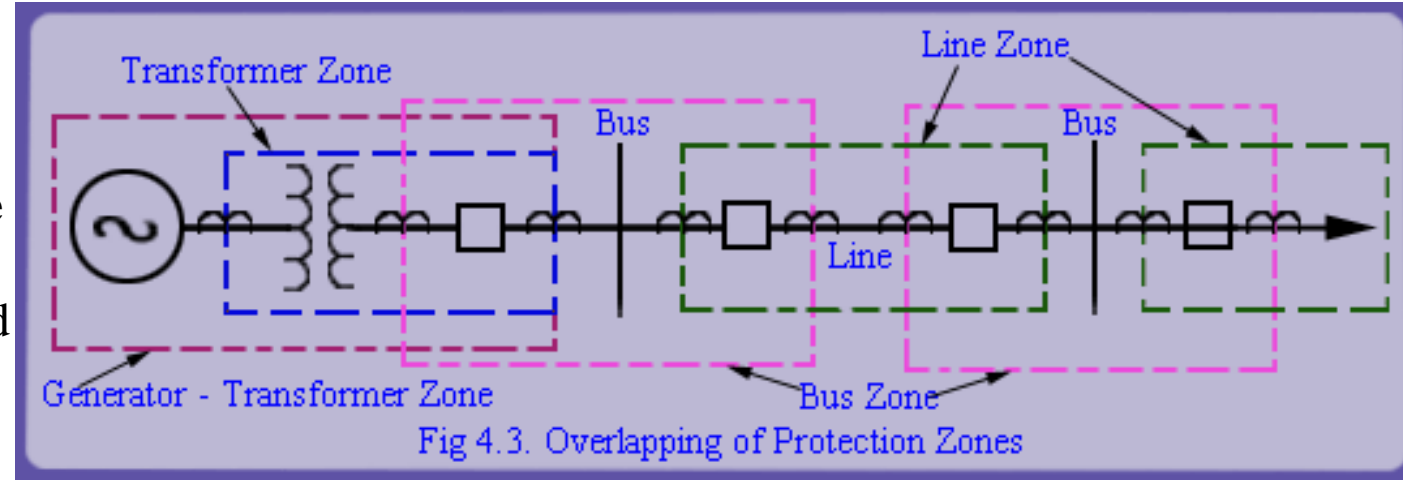 Line Zone
Transformer Zone
Bus
Bus
e
Line
d
Generator - Transformer Zone
Bus Zone
Fig 4.3. Overlapping of Protection Zones